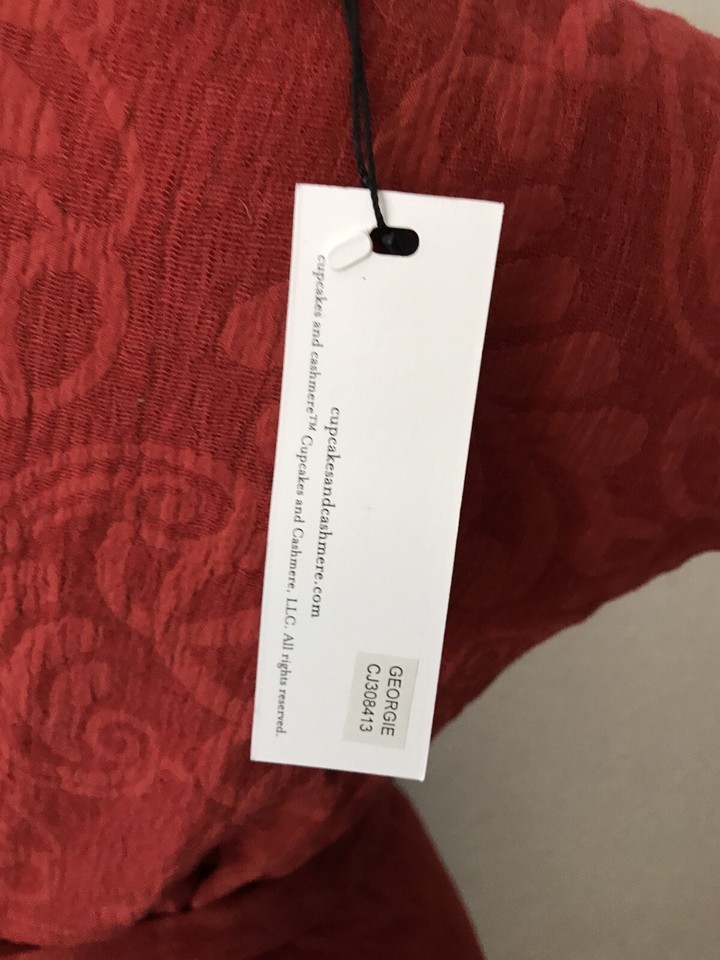 GEORGIE
CJ308413
cupcakesandcashmere.com
cupcakes and cashmere™ Cupcakes and Cashmere, LLC. All rights reserved.